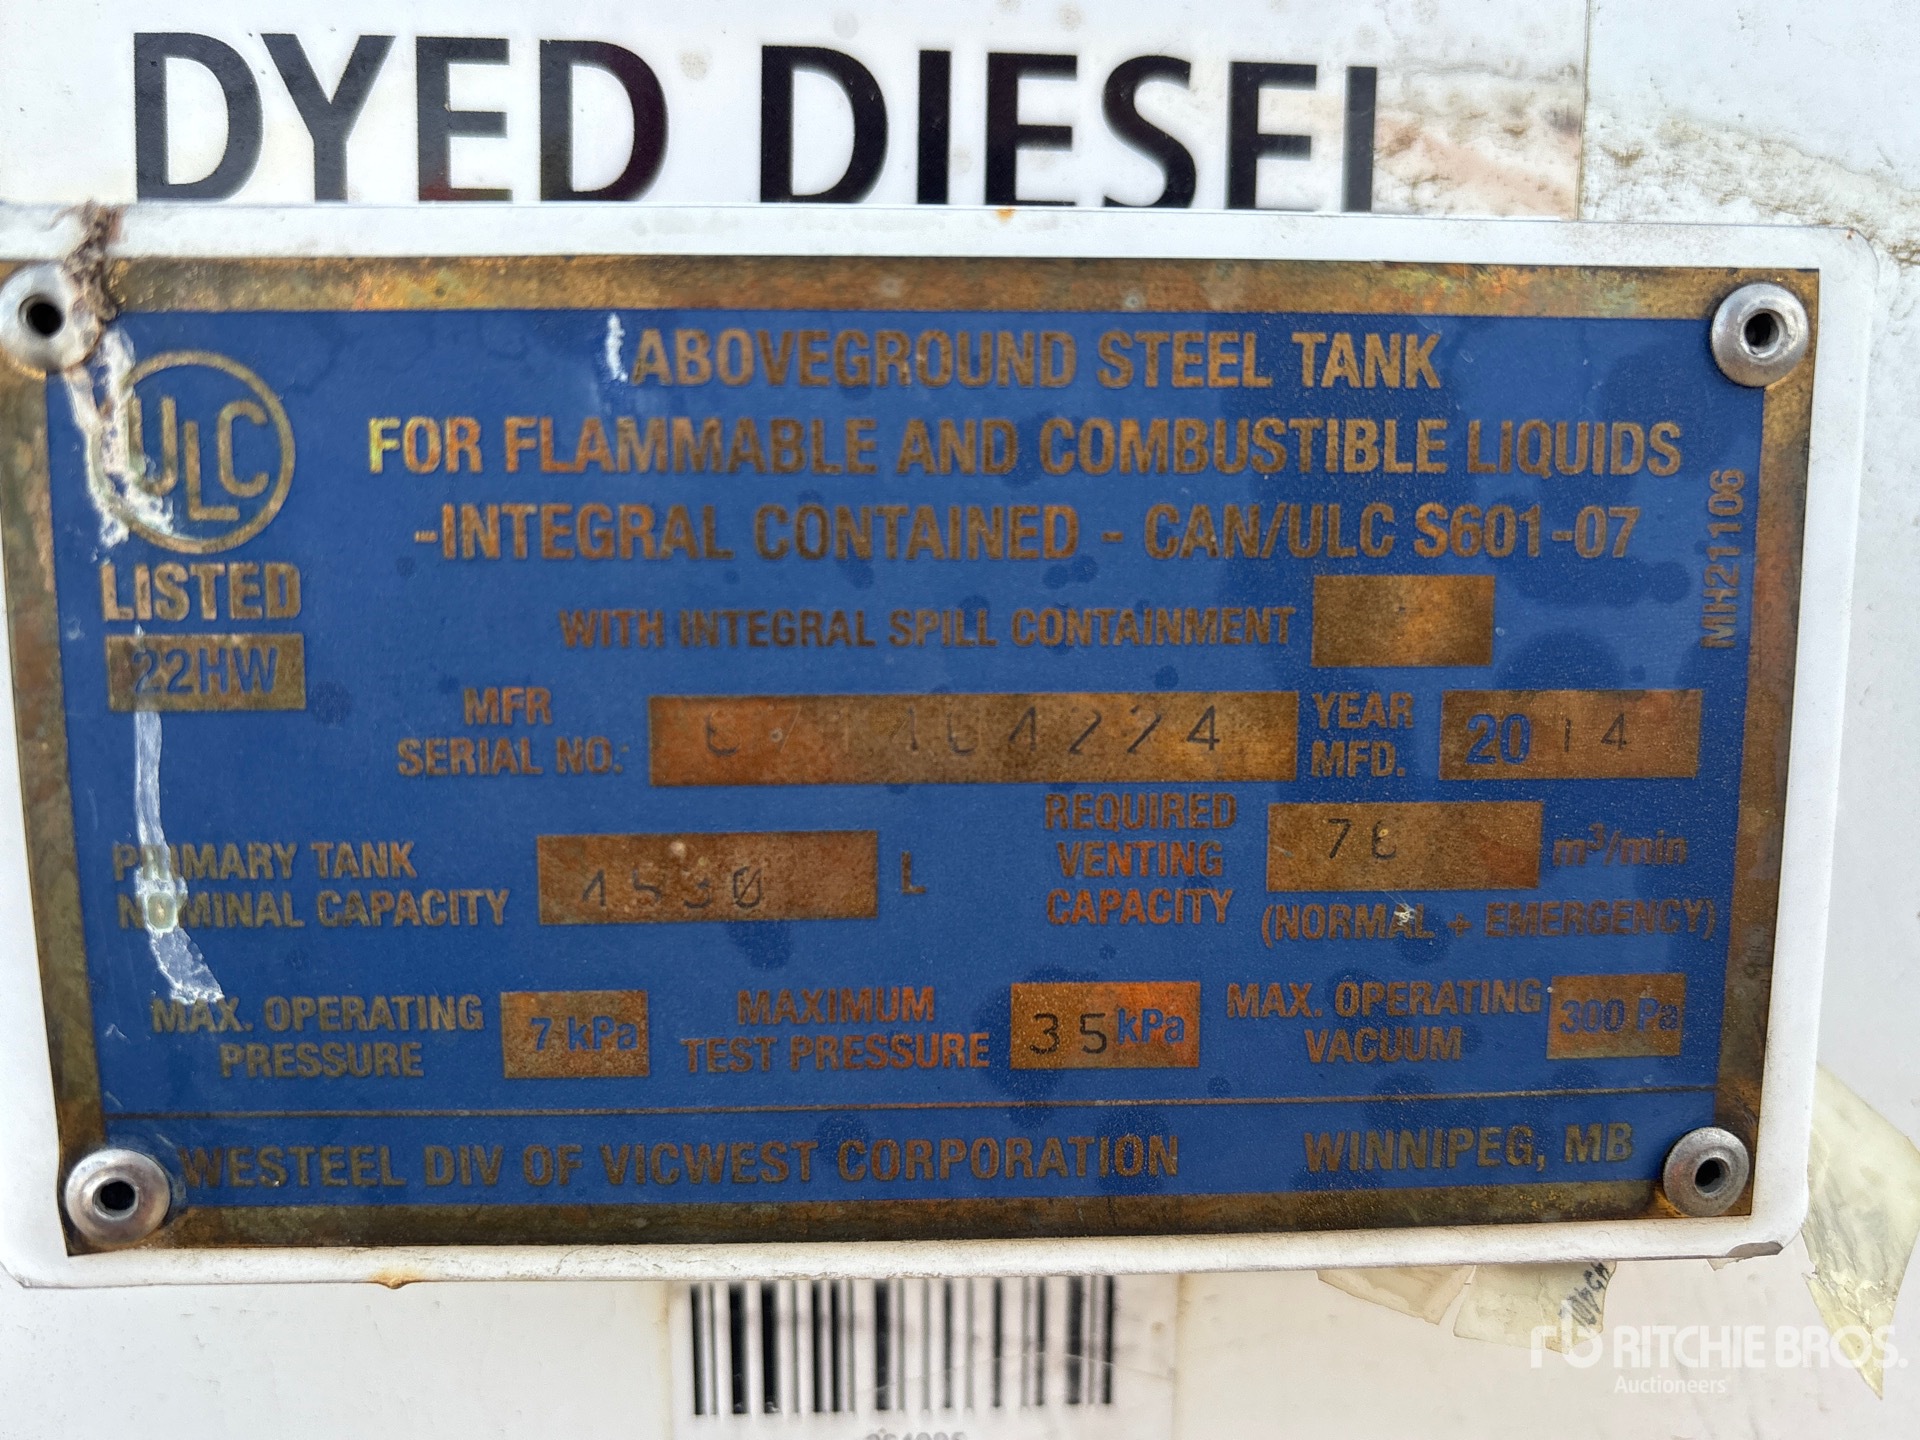 DYED DIESEL
ULC
LISTED
22HW
ABOVEGROUND STEEL TANK
FOR FLAMMABLE AND COMBUSTIBLE LIQUIDS
-INTEGRAL CONTAINED - CAN/ULC S601-07
WITH INTEGRAL SPILL CONTAINMENT
MH21106
MFR
SERIAL NO.:
YEAR
MFD. 2014
PRIMARY TANK
NOMINAL CAPACITY 4530 L
REQUIRED
VENTING
CAPACITY
m³/min
(NORMAL + EMERGENCY)
MAX. OPERATING
PRESSURE
7 kPa
MAXIMUM
TEST PRESSURE
35 kPa
MAX. OPERATING
VACUUM
300 Pa
WESTEEL DIV OF VICWEST CORPORATION WINNIPEG, MB
rb RITCHIE BROS.
Auctioneers